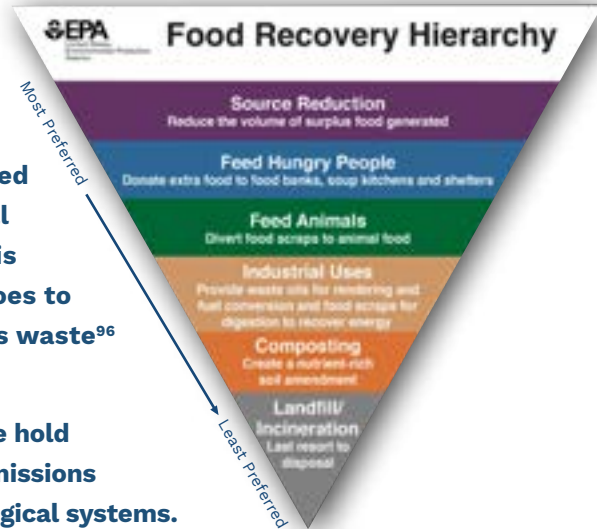 EPA
Food Recovery Hierarchy
Most Preferred
Source Reduction
Reduce the volume of surplus food generated
Feed Hungry People
Donate extra food to food banks, soup kitchens and shelters
Feed Animals
Divert food scraps to animal food
Industrial Uses
Provide waste oils for rendering and
fuel conversion and food scraps for
digestion to recover energy
Composting
Create a nutrient-rich
soil amendment
Landfill/
Incineration
Last resort to
disposal
Least Preferred
ed
l
is
pes to
s waste⁹⁶
e hold
missions
gical systems.